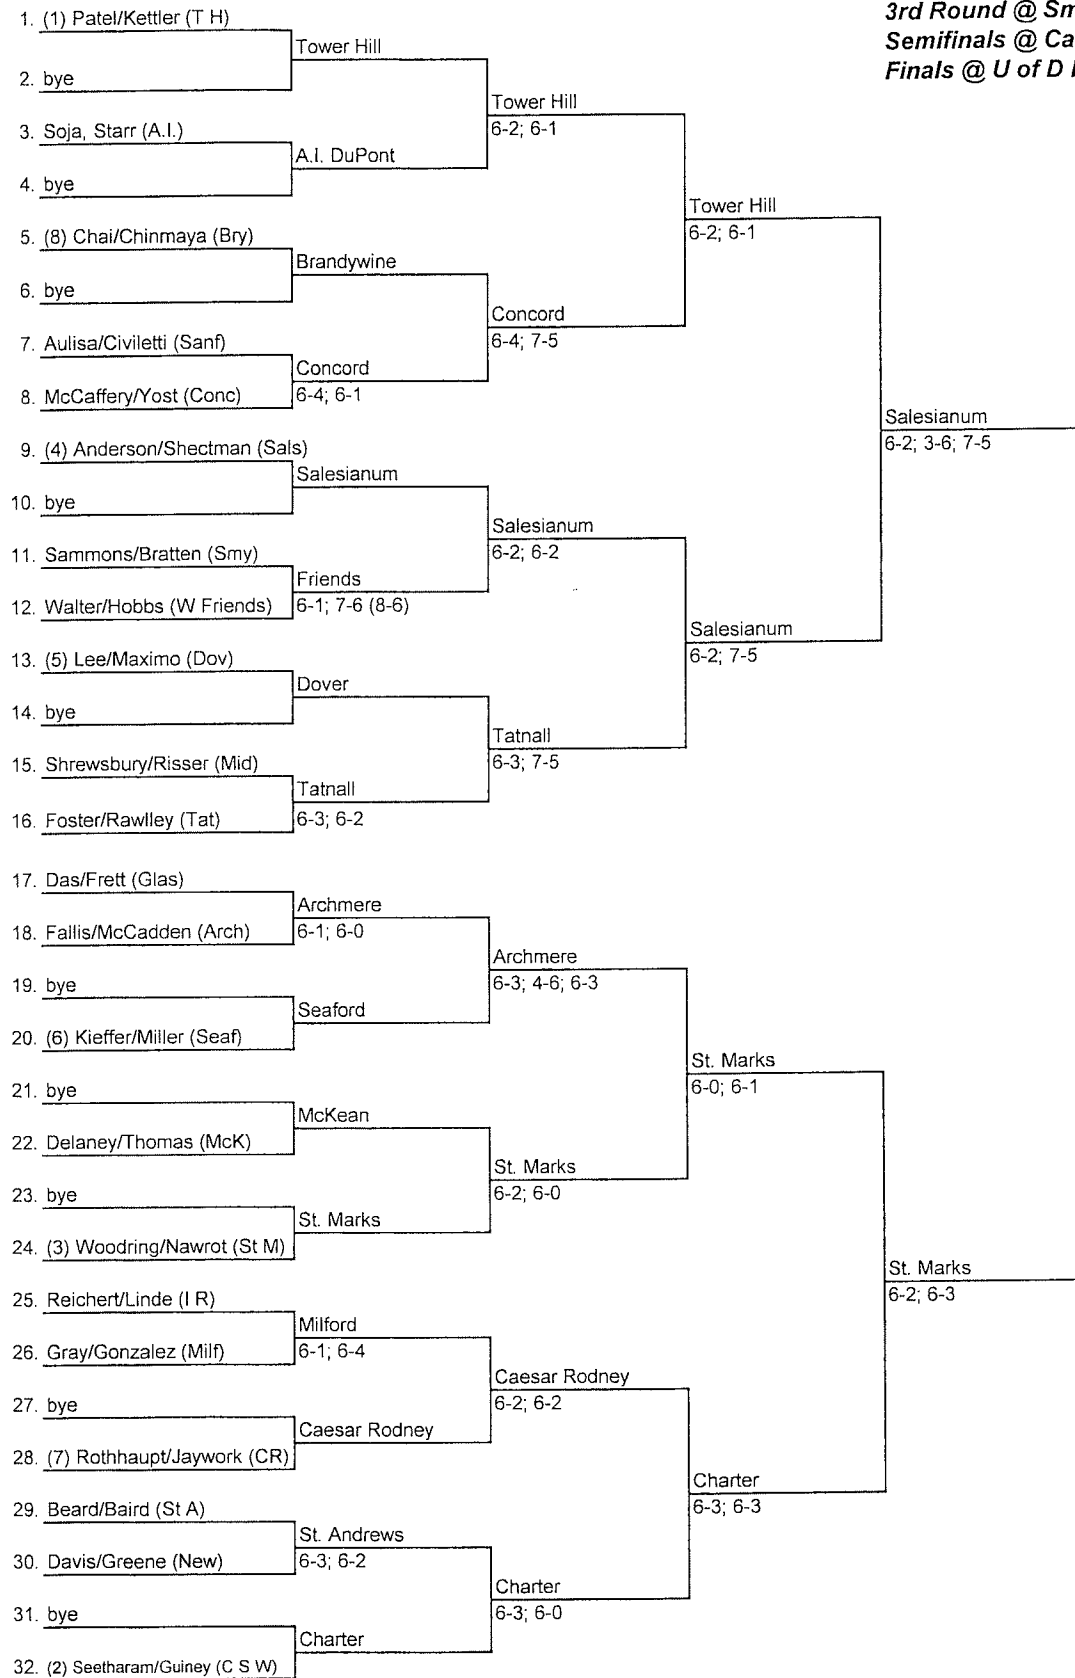 3rd Round @ Sm
Semifinals @ Ca
Finals @ U of D
1. (1) Patel/Kettler (T H)
Tower Hill
2. bye
Tower Hill
6-2; 6-1
3. Soja, Starr (A.I.)
A.I. DuPont
4. bye
Tower Hill
6-2; 6-1
5. (8) Chai/Chinmaya (Bry)
Brandywine
6. bye
Concord
6-4; 7-5
7. Aulisa/Civiletti (Sanf)
Concord
6-4; 6-1
8. McCaffery/Yost (Conc)
Salesianum
6-2; 3-6; 7-5
9. (4) Anderson/Shectman (Sals)
Salesianum
10. bye
Salesianum
6-2; 6-2
11. Sammons/Bratten (Smy)
Friends
6-1; 7-6 (8-6)
12. Walter/Hobbs (W Friends)
Salesianum
6-2; 7-5
13. (5) Lee/Maximo (Dov)
Dover
14. bye
Tatnall
6-3; 7-5
15. Shrewsbury/Risser (Mid)
Tatnall
6-3; 6-2
16. Foster/Rawlley (Tat)
17. Das/Frett (Glas)
Archmere
6-1; 6-0
18. Fallis/McCadden (Arch)
Archmere
6-3; 4-6; 6-3
19. bye
Seaford
20. (6) Kieffer/Miller (Seaf)
St. Marks
6-0; 6-1
21. bye
McKean
22. Delaney/Thomas (McK)
St. Marks
6-2; 6-0
23. bye
St. Marks
24. (3) Woodring/Nawrot (St M)
St. Marks
6-2; 6-3
25. Reichert/Linde (I R)
Milford
6-1; 6-4
26. Gray/Gonzalez (Milf)
Caesar Rodney
6-2; 6-2
27. bye
Caesar Rodney
28. (7) Rothhaupt/Jaywork (CR)
Charter
6-3; 6-3
29. Beard/Baird (St A)
St. Andrews
6-3; 6-2
30. Davis/Greene (New)
Charter
6-3; 6-0
31. bye
Charter
32. (2) Seetharam/Guiney (C S W)